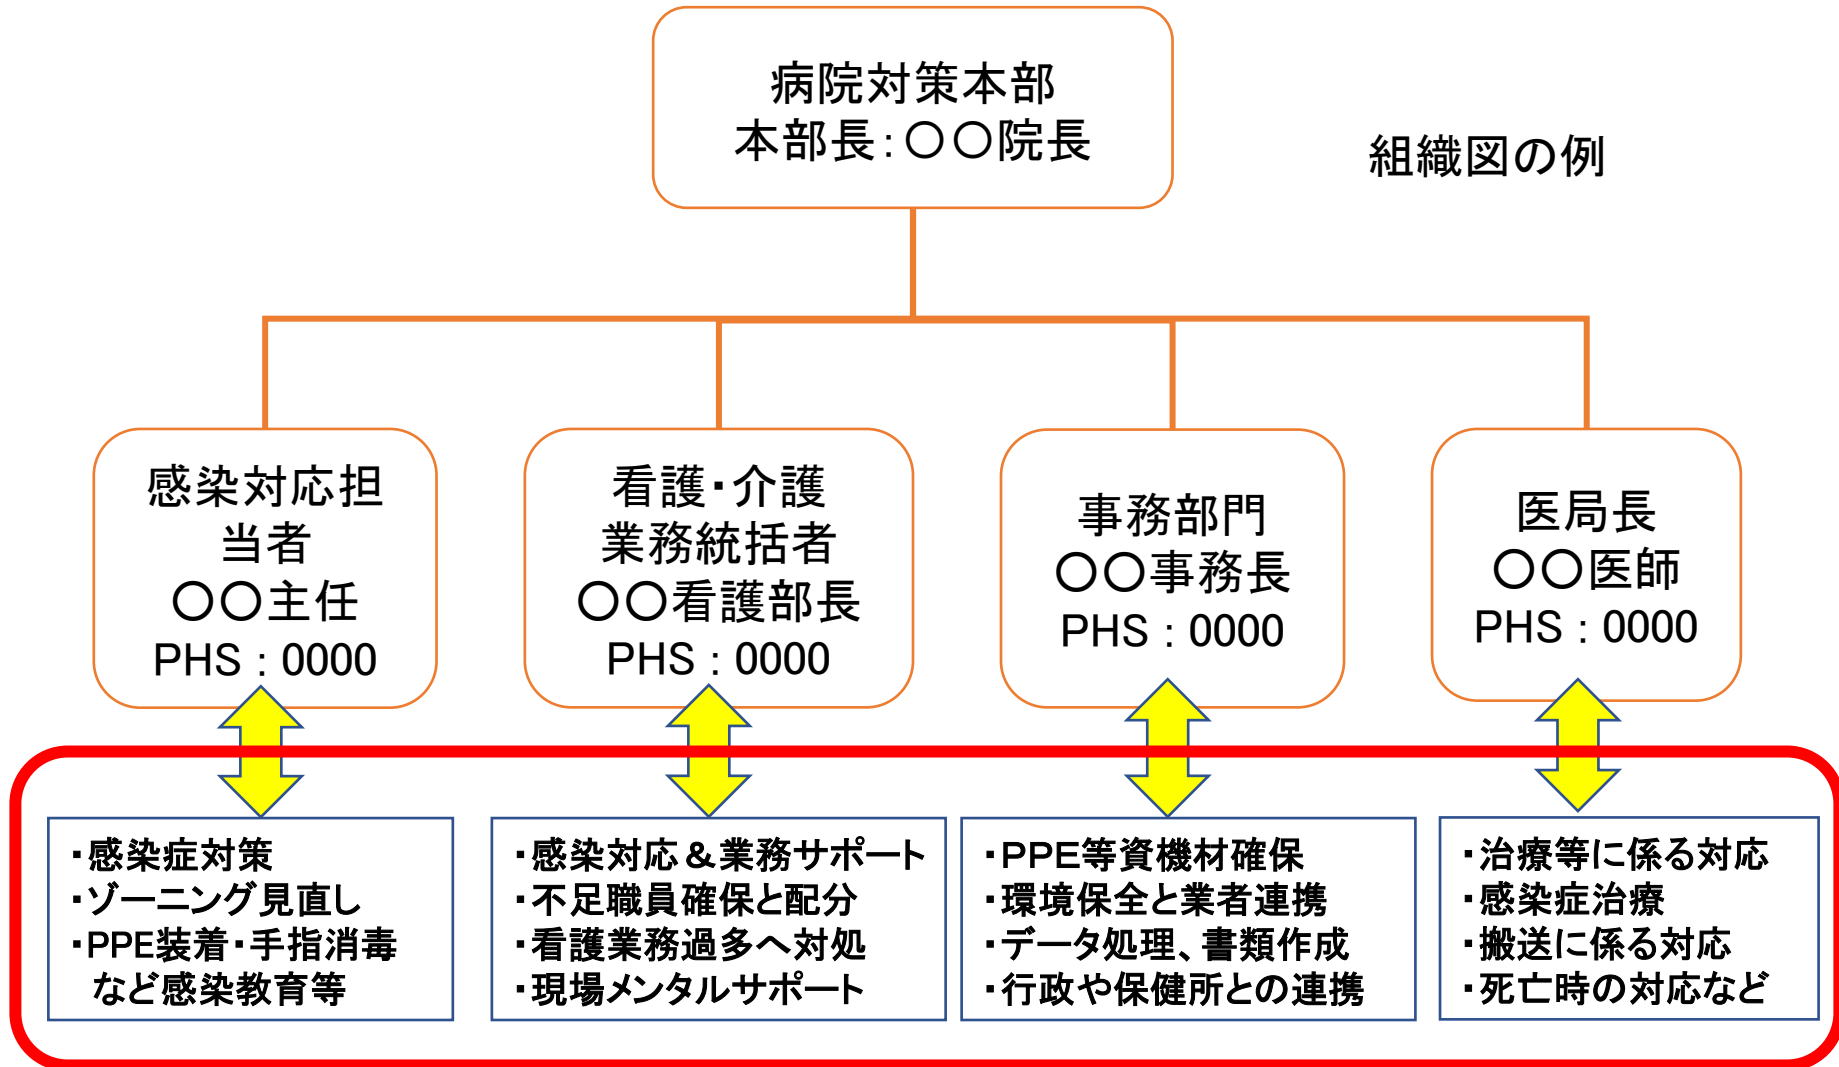 病院対策本部
本部長:〇〇院長
組織図の例
感染対応担
当者
〇〇主任
PHS:0000
看護・介護
業務統括者
〇〇看護部長
PHS:0000
事務部門
〇〇事務長
PHS:0000
医局長
〇〇医師
PHS:0000
・感染症対策
・ゾーニング見直し
・PPE装着・手指消毒
など感染教育等
・感染対応&業務サポート
・不足職員確保と配分
・看護業務過多へ対処
・現場メンタルサポート
・PPE等資機材確保
・環境保全と業者連携
・データ処理、書類作成
・行政や保健所との連携
・治療等に係る対応
・感染症治療
・搬送に係る対応
・死亡時の対応など